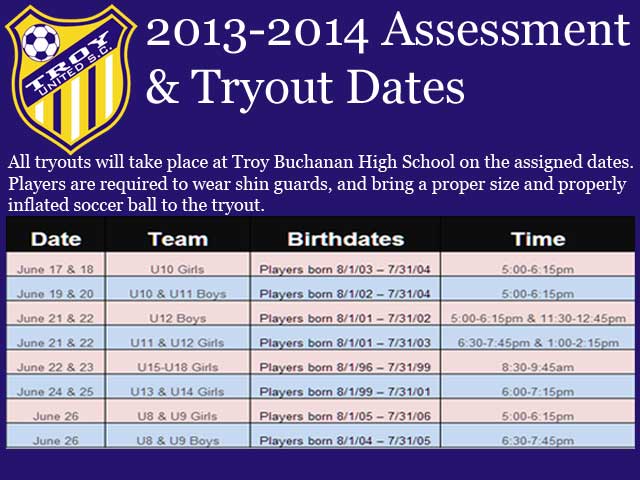 TROY
UNITED S.C.
2013-2014 Assessment
& Tryout Dates
All tryouts will take place at Troy Buchanan High School on the assigned dates.
Players are required to wear shin guards, and bring a proper size and properly
inflated soccer ball to the tryout.
Date Team Birthdates Time
June 17 & 18 U10 Girls Players born 8/1/03 – 7/31/04 5:00-6:15pm
June 19 & 20 U10 & U11 Boys Players born 8/1/02 – 7/31/04 5:00-6:15pm
June 21 & 22 U12 Boys Players born 8/1/01 – 7/31/02 5:00-6:15pm & 11:30-12:45pm
June 21 & 22 U11 & U12 Girls Players born 8/1/01 – 7/31/03 6:30-7:45pm & 1:00-2:15pm
June 22 & 23 U15-U18 Girls Players born 8/1/96 – 7/31/99 8:30-9:45am
June 24 & 25 U13 & U14 Girls Players born 8/1/99 – 7/31/01 6:00-7:15pm
June 26 U8 & U9 Girls Players born 8/1/05 – 7/31/06 5:00-6:15pm
June 26 U8 & U9 Boys Players born 8/1/04 – 7/31/05 6:30-7:45pm